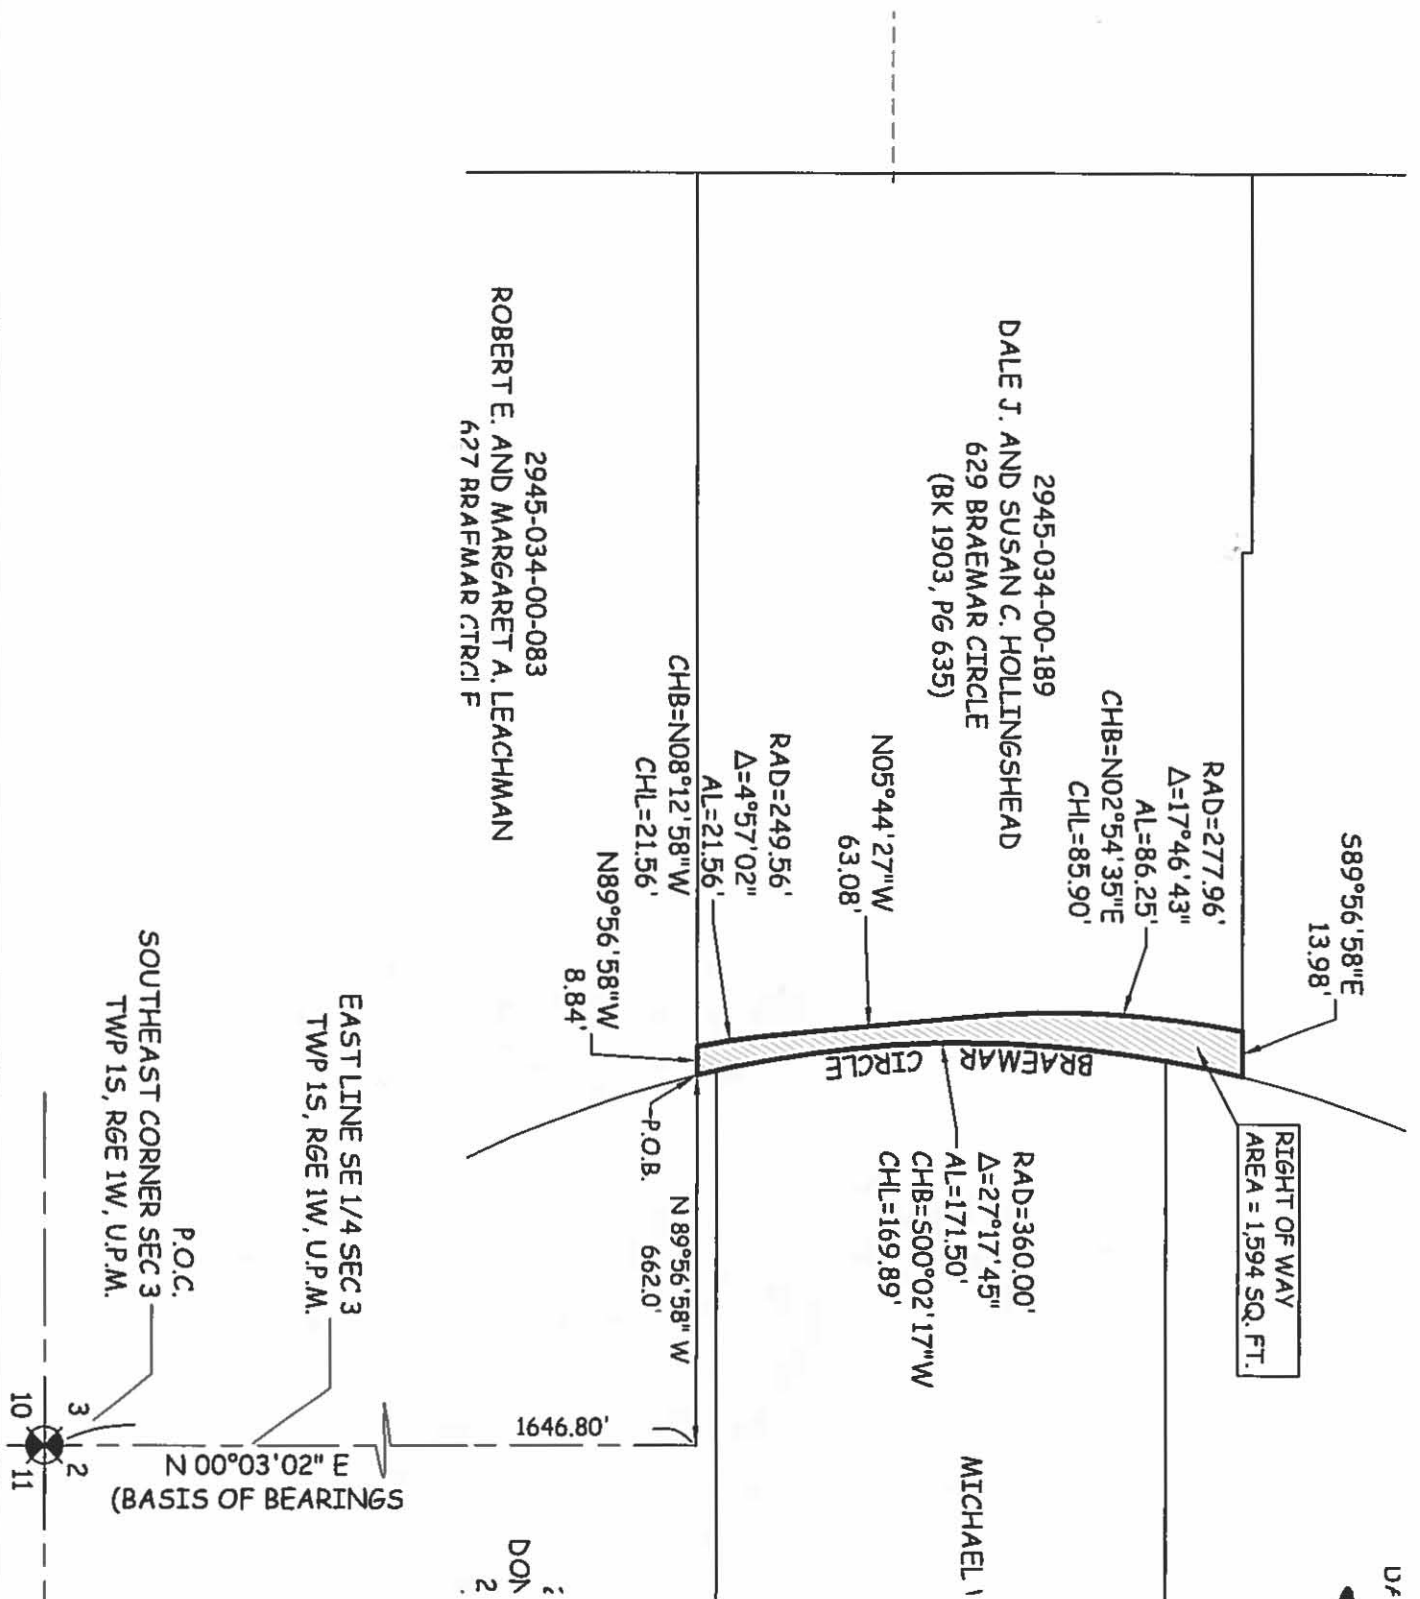 S89°56'58"E
13.98'
RAD=277.96'
Δ=17°46'43"
AL=86.25'
CHB=N02°54'35"E
CHL=85.90'
2945-034-00-189
DALE J. AND SUSAN C. HOLLINGSHEAD
629 BRAEMAR CIRCLE
(BK 1903, PG 635)
N05°44'27"W
63.08'
RAD=249.56'
Δ=4°57'02"
AL=21.56'
CHB=N08°12'58"W
CHL=21.56'
N89°56'58"W
8.84'
2945-034-00-083
ROBERT E. AND MARGARET A. LEACHMAN
627 BRAEMAR CIRCLE
BRAEMAR CIRCLE
RIGHT OF WAY
AREA = 1,594 SQ. FT.
RAD=360.00'
Δ=27°17'45"
AL=171.50'
CHB=S00°02'17"W
CHL=169.89'
P.O.B.
N 89°56'58" W
662.0'
EAST LINE SE 1/4 SEC 3
TWP 1S, RGE 1W, U.P.M.
P.O.C.
SOUTHEAST CORNER SEC 3
TWP 1S, RGE 1W, U.P.M.
1646.80'
N 00°03'02" E
(BASIS OF BEARINGS
3
2
10
11
MICHAEL